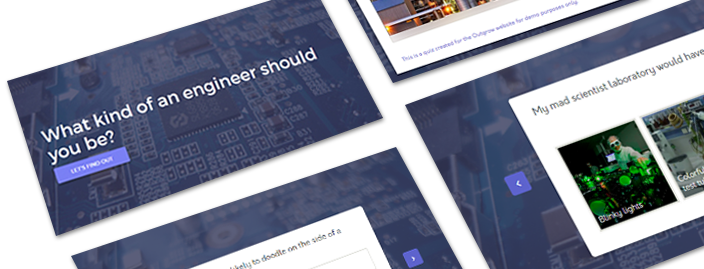 What kind of an engineer should
you be?
LET'S FIND OUT
This is a quiz created for the Outgrow website for demo purposes only.
My mad scientist laboratory would have
Blinky lights
Colorful
test tu
likely to doodle on the side of a